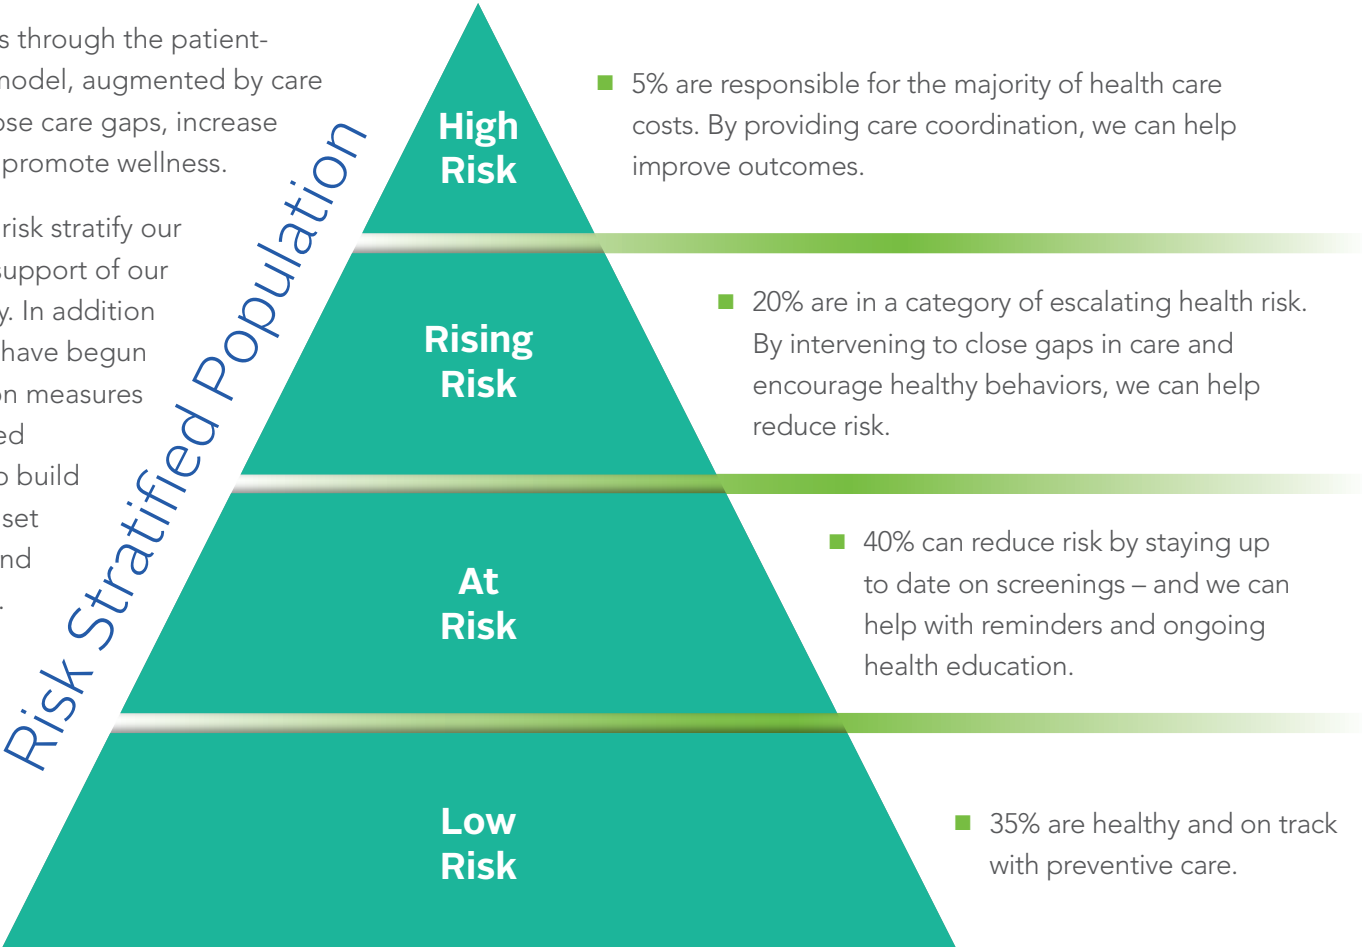 s through the patient-
model, augmented by care
ose care gaps, increase
promote wellness.
risk stratify our
support of our
y. In addition
have begun
on measures
ed
o build
set
nd
.
Risk Stratified Population
High
Risk
5% are responsible for the majority of health care
costs. By providing care coordination, we can help
improve outcomes.
Rising
Risk
20% are in a category of escalating health risk.
By intervening to close gaps in care and
encourage healthy behaviors, we can help
reduce risk.
At
Risk
40% can reduce risk by staying up
to date on screenings – and we can
help with reminders and ongoing
health education.
Low
Risk
35% are healthy and on track
with preventive care.